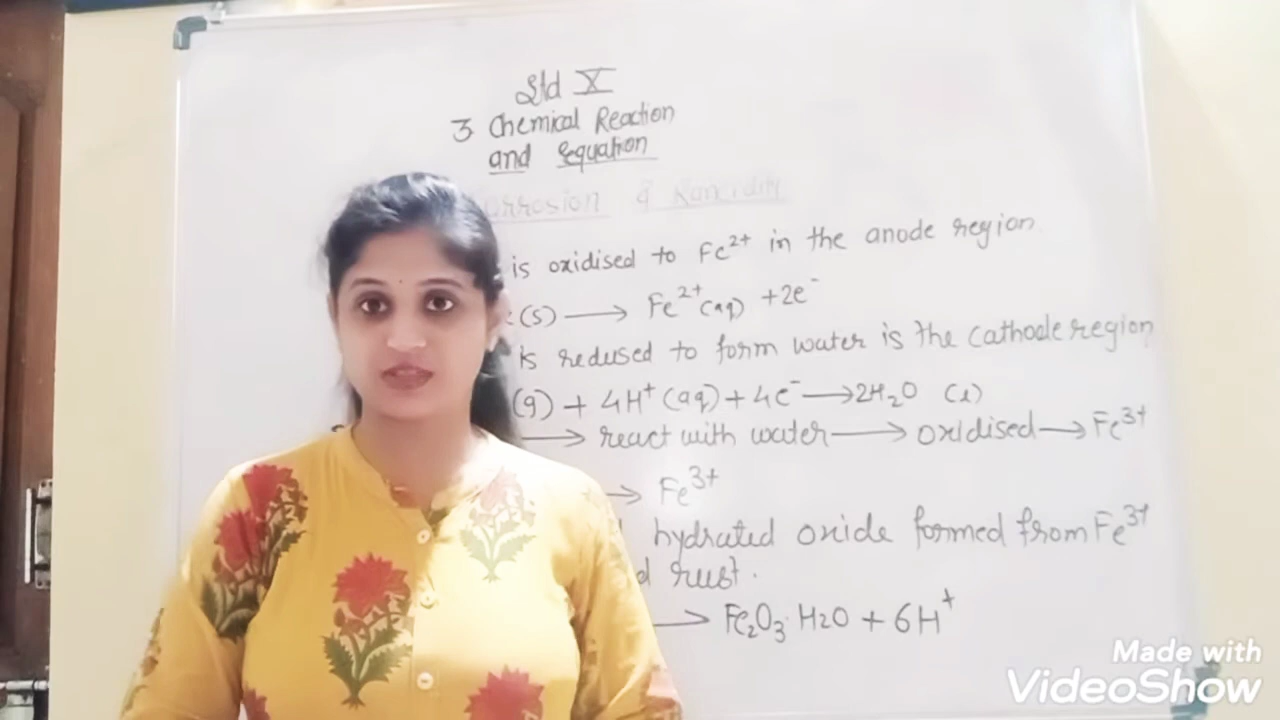 Std X
3 Chemical Reaction
and equation
orrosion & Rancidity
is oxidised to Fe²⁺ in the anode region
(s) ⟶ Fe²⁺(aq) +2e⁻
is redused to form water is the cathode region
(g) + 4H⁺ (aq) + 4e⁻ ⟶ 2H₂O (l)
⟶ react with water ⟶ oxidised ⟶ Fe³⁺
⟶ Fe³⁺
hydrated oxide formed from Fe³⁺
d rust.
⟶ Fe₂O₃ H₂O + 6H⁺
Made with
VideoShow